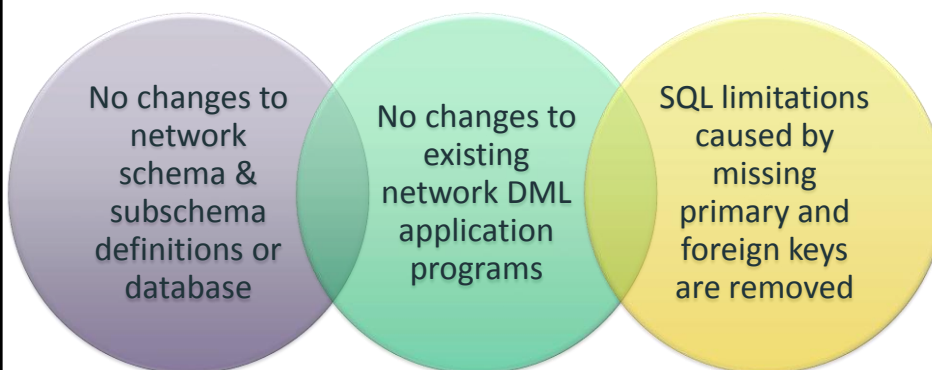 No changes to
network
schema &
subschema
definitions or
database
No changes to
existing
network DML
application
programs
SQL limitations
caused by
missing
primary and
foreign keys
are removed